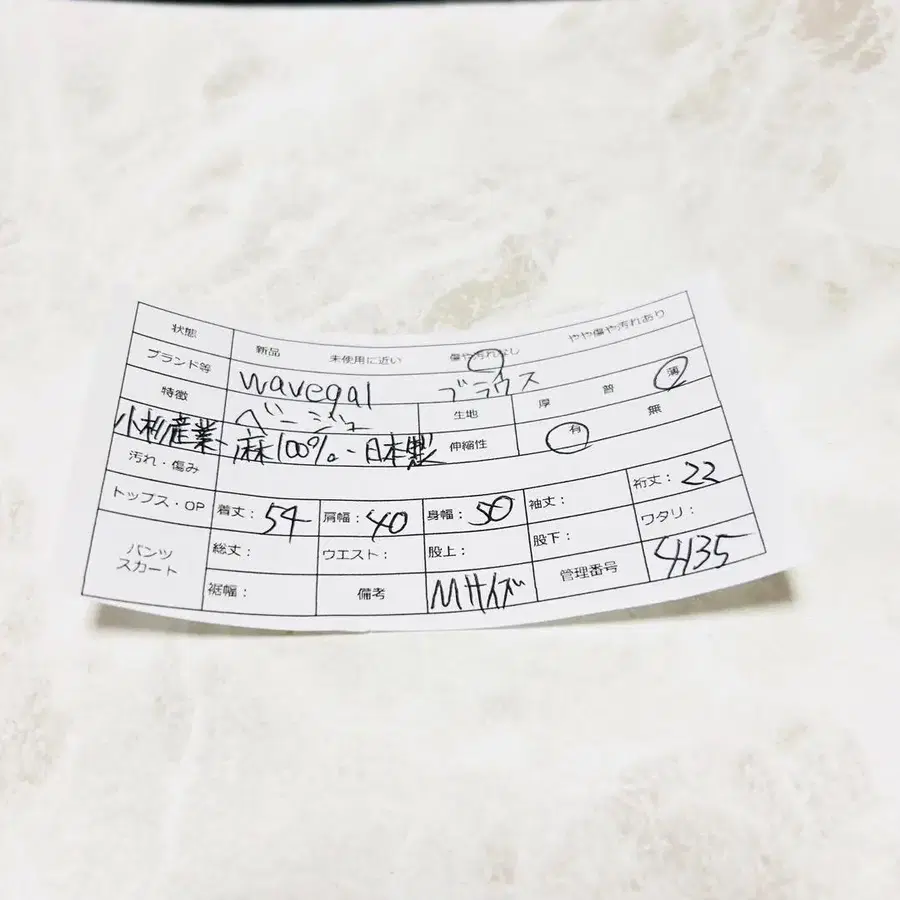 状態 新品 未使用に近い 傷や汚れなし やや傷や汚れあり
ブランド等 wavegal ブラウス
特徴 ベージュ 生地 厚 普 薄
小杉産業、麻100%-日本製 伸縮性 有 無
汚れ・傷み
トップス・OP 着丈：54 肩幅：40 身幅：50 袖丈： 裄丈：22
パンツ スカート 総丈： ウエスト： 股上： 股下： ワタリ：
裾幅： 備考 Mサイズ 管理番号 4135